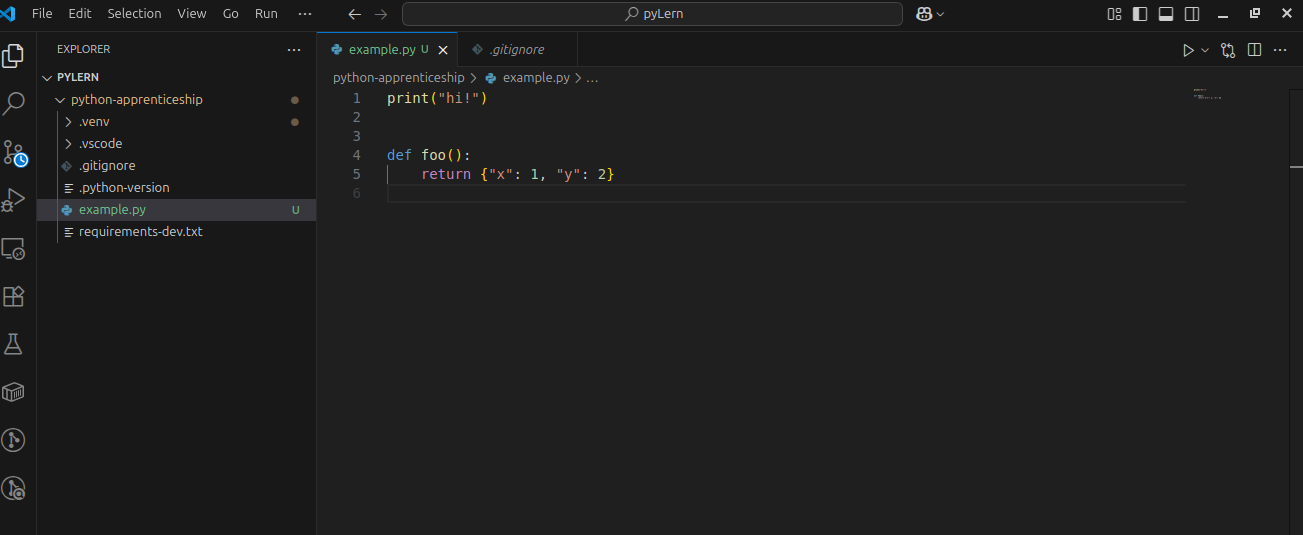 File Edit Selection View Go Run ··· pyLern
EXPLORER ···
PYLERN
python-apprenticeship
.venv
.vscode
.gitignore
.python-version
example.py U
requirements-dev.txt
example.py U .gitignore
python-apprenticeship > example.py > ...
1 print("hi!")
2
3
4 def foo():
5     return {"x": 1, "y": 2}
6